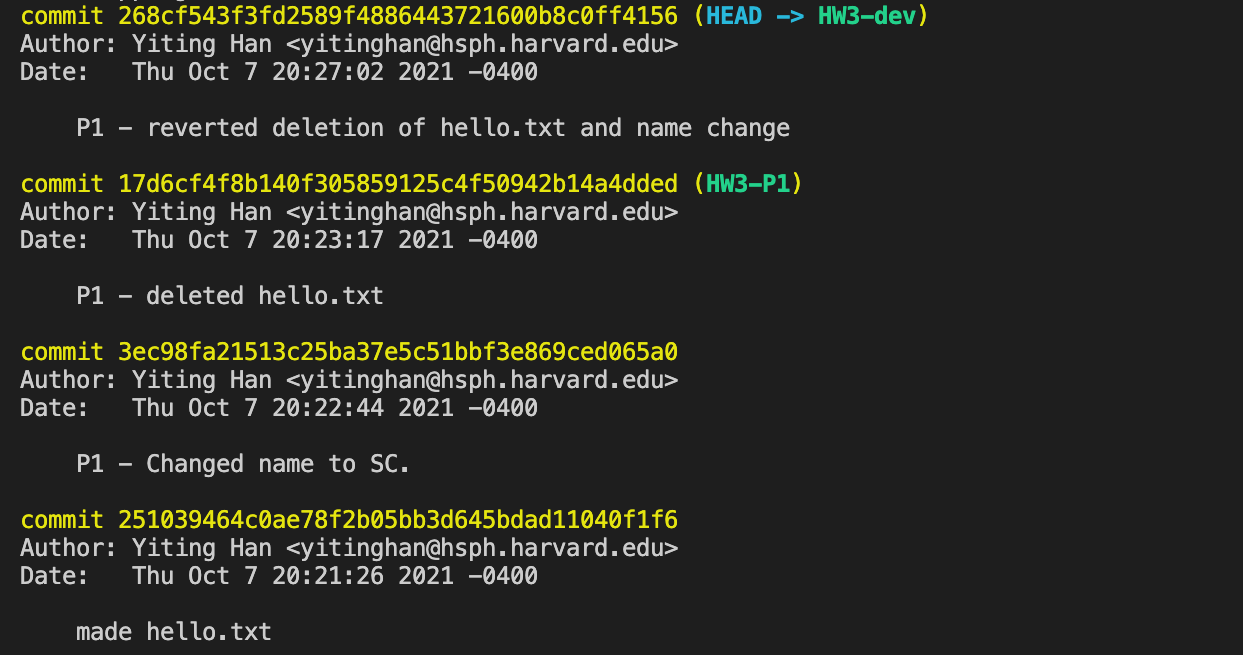 commit 268cf543f3fd2589f4886443721600b8c0ff4156 (HEAD -> HW3-dev)
Author: Yiting Han <yitinghan@hsph.harvard.edu>
Date:   Thu Oct 7 20:27:02 2021 -0400
P1 - reverted deletion of hello.txt and name change
commit 17d6cf4f8b140f305859125c4f50942b14a4dded (HW3-P1)
Author: Yiting Han <yitinghan@hsph.harvard.edu>
Date:   Thu Oct 7 20:23:17 2021 -0400
P1 - deleted hello.txt
commit 3ec98fa21513c25ba37e5c51bbf3e869ced065a0
Author: Yiting Han <yitinghan@hsph.harvard.edu>
Date:   Thu Oct 7 20:22:44 2021 -0400
P1 - Changed name to SC.
commit 251039464c0ae78f2b05bb3d645bdad11040f1f6
Author: Yiting Han <yitinghan@hsph.harvard.edu>
Date:   Thu Oct 7 20:21:26 2021 -0400
made hello.txt